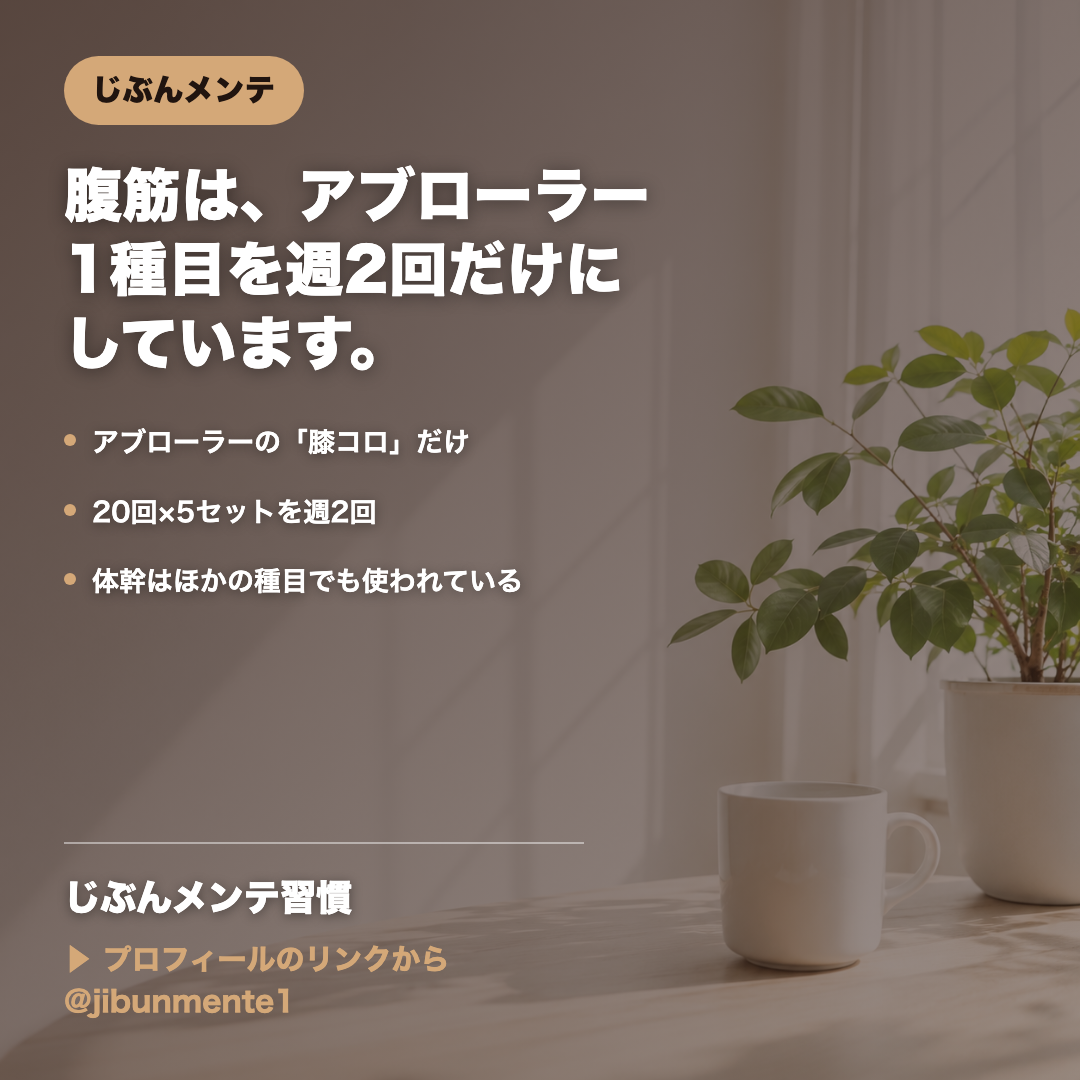 じぶんメンテ
腹筋は、アブローラー
1種目を週2回だけに
しています。
アブローラーの「膝コロ」だけ
20回×5セットを週2回
体幹はほかの種目でも使われている
じぶんメンテ習慣
▶ プロフィールのリンクから
@jibunmente1